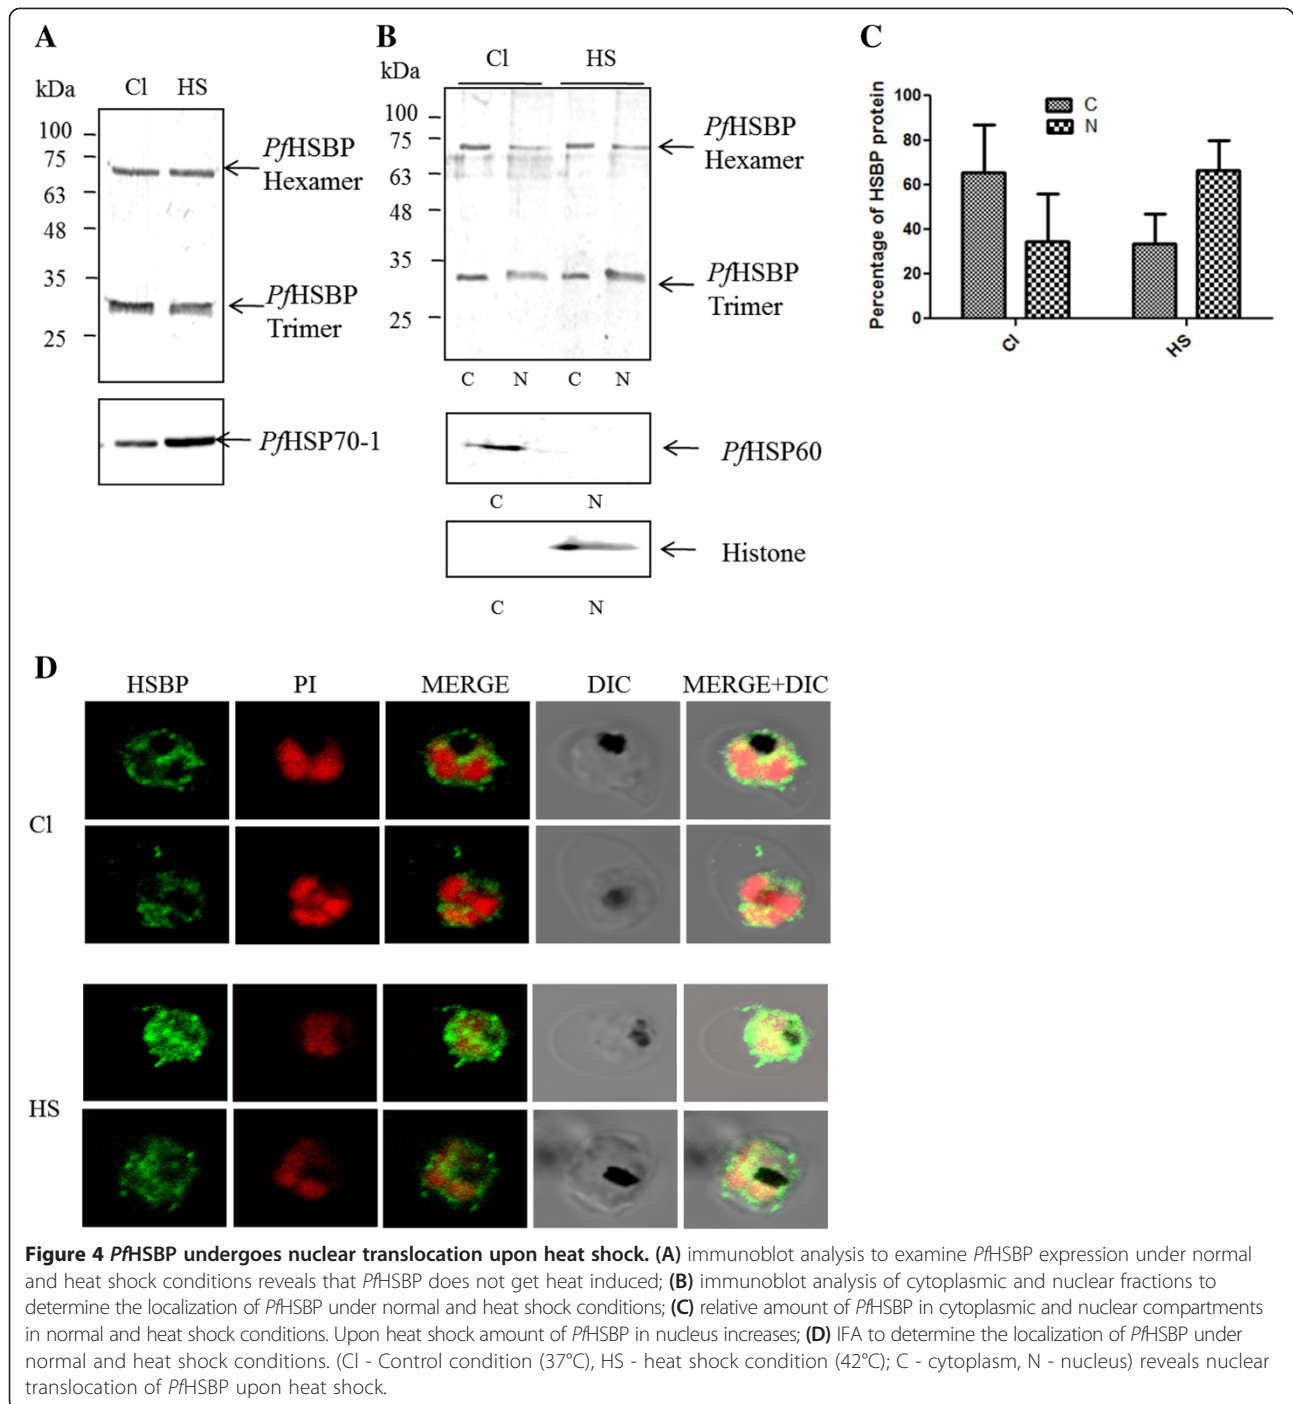 A
Cl HS
kDa
100
75
63
48
35
25
PfHSBP
Hexamer
PfHSBP
Trimer
PfHSP70-1
B
Cl HS
kDa
100
75
63
48
35
25
PfHSBP
Hexamer
PfHSBP
Trimer
C N C N
PfHSP60
C N
Histone
C N
C
Percentage of HSBP protein
100
80
60
40
20
0
C
N
Cl
HS
D
HSBP PI MERGE DIC MERGE+DIC
Cl
HS
Figure 4 PfHSBP undergoes nuclear translocation upon heat shock. (A) immunoblot analysis to examine PfHSBP expression under normal
and heat shock conditions reveals that PfHSBP does not get heat induced; (B) immunoblot analysis of cytoplasmic and nuclear fractions to
determine the localization of PfHSBP under normal and heat shock conditions; (C) relative amount of PfHSBP in cytoplasmic and nuclear compartments
in normal and heat shock conditions. Upon heat shock amount of PfHSBP in nucleus increases; (D) IFA to determine the localization of PfHSBP under
normal and heat shock conditions. (Cl - Control condition (37°C), HS - heat shock condition (42°C); C - cytoplasm, N - nucleus) reveals nuclear
translocation of PfHSBP upon heat shock.